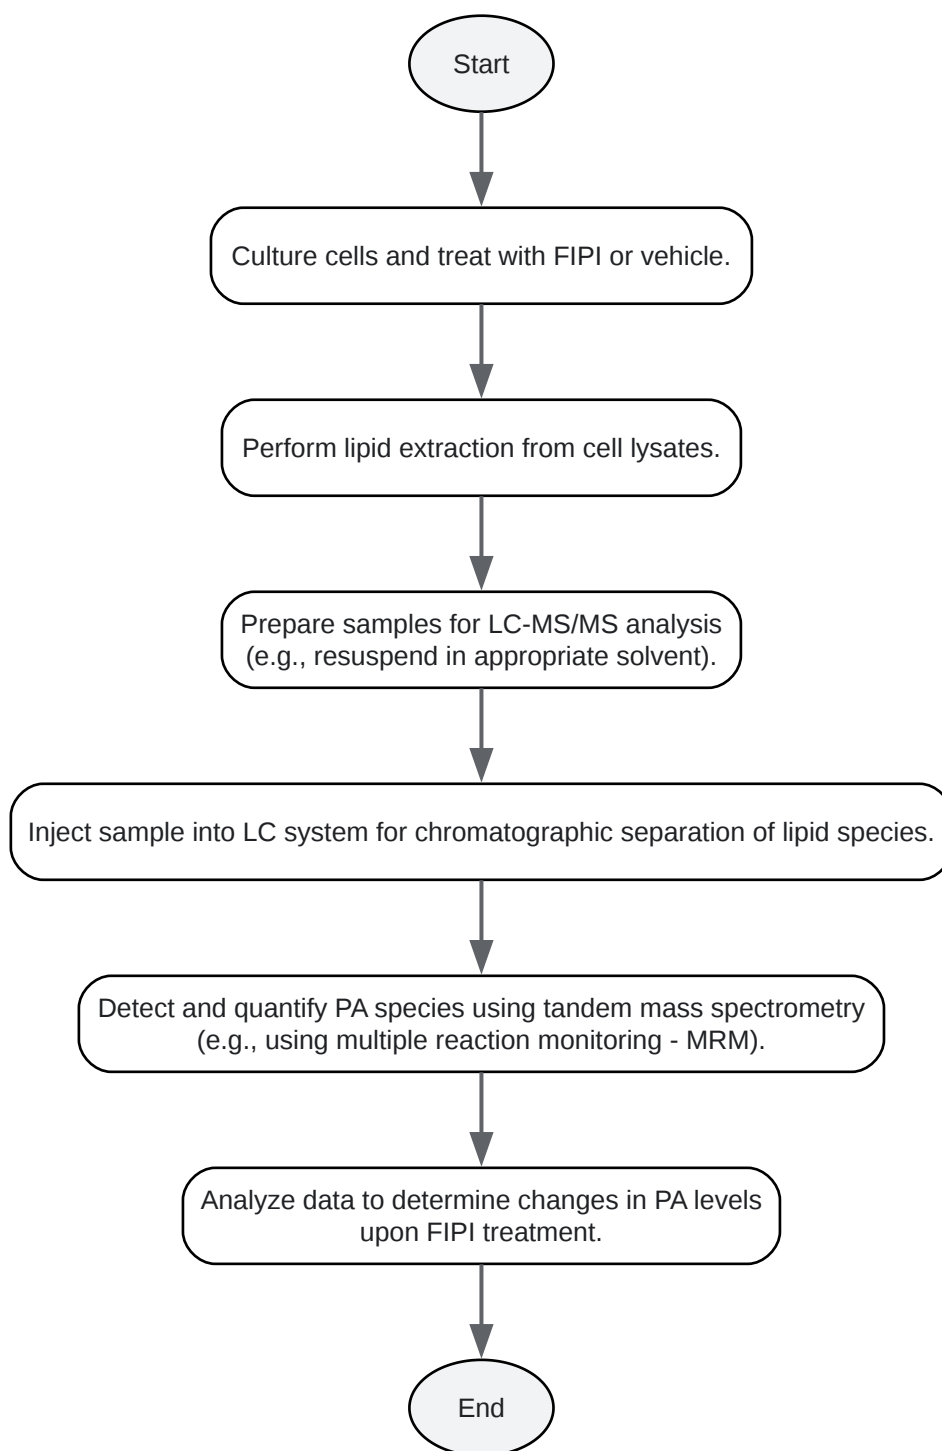 Start
Culture cells and treat with FIPI or vehicle.
Perform lipid extraction from cell lysates.
Prepare samples for LC-MS/MS analysis
(e.g., resuspend in appropriate solvent).
Inject sample into LC system for chromatographic separation of lipid species.
Detect and quantify PA species using tandem mass spectrometry
(e.g., using multiple reaction monitoring - MRM).
Analyze data to determine changes in PA levels
upon FIPI treatment.
End